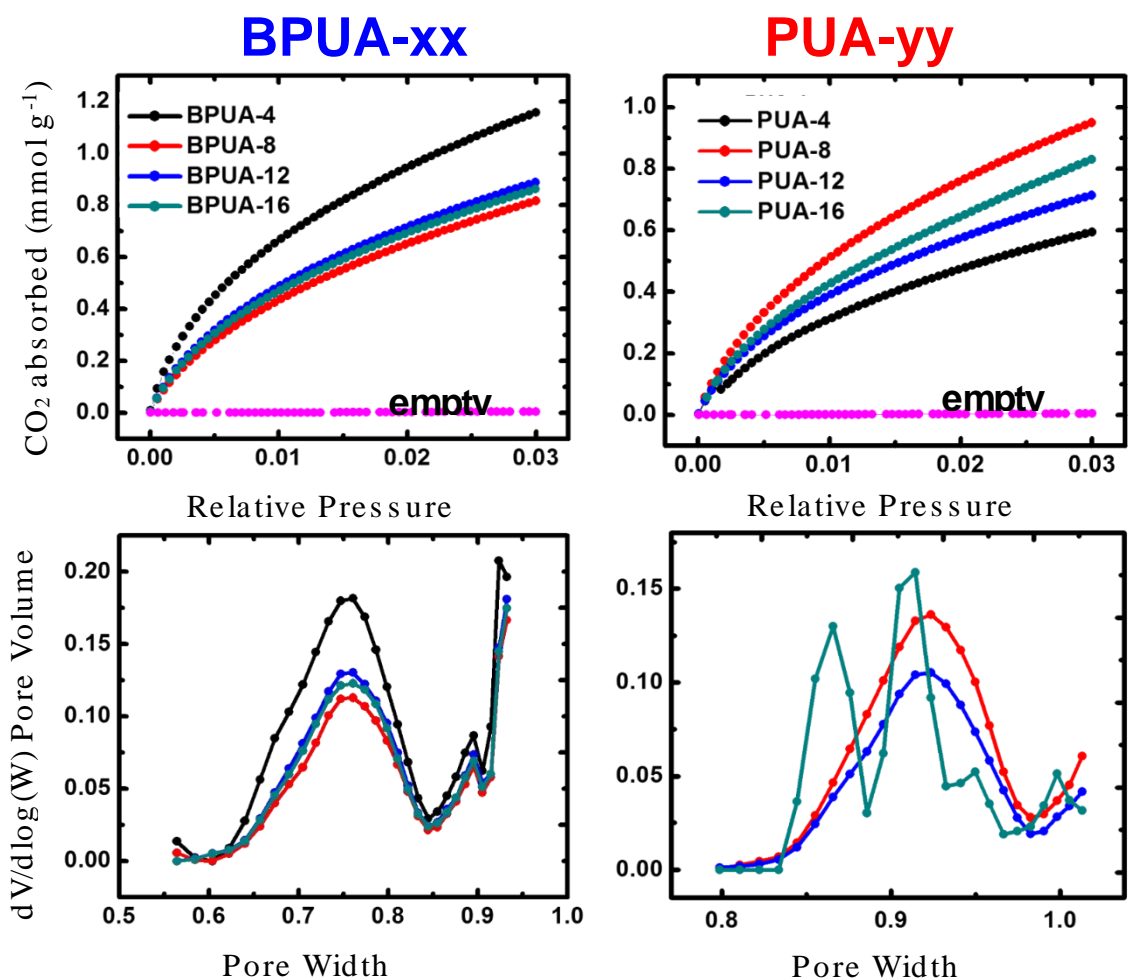 BPUA-xx
PUA-yy
CO₂ absorbed (mmol g⁻¹)
1.2
1.0
0.8
0.6
0.4
0.2
0.0
BPUA-4
BPUA-8
BPUA-12
BPUA-16
empty
0.00
0.01
0.02
0.03
Relative Pressure
1.0
0.8
0.6
0.4
0.2
0.0
PUA-4
PUA-8
PUA-12
PUA-16
empty
0.00
0.01
0.02
0.03
Relative Pressure
dV/dlog(W) Pore Volume
0.20
0.15
0.10
0.05
0.00
0.5
0.6
0.7
0.8
0.9
1.0
Pore Width
0.15
0.10
0.05
0.00
0.8
0.9
1.0
Pore Width